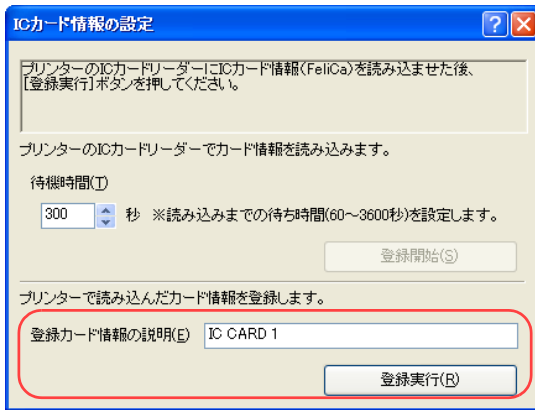 ICカード情報の設定
プリンターのICカードリーダーにICカード情報(FeliCa)を読み込ませた後、
[登録実行]ボタンを押してください。
プリンターのICカードリーダーでカード情報を読み込みます。
待機時間(T)
300 秒 ※読み込みまでの待ち時間(60～3600秒)を設定します。
登録開始(S)
プリンターで読み込んだカード情報を登録します。
登録カード情報の説明(E) IC CARD 1
登録実行(R)